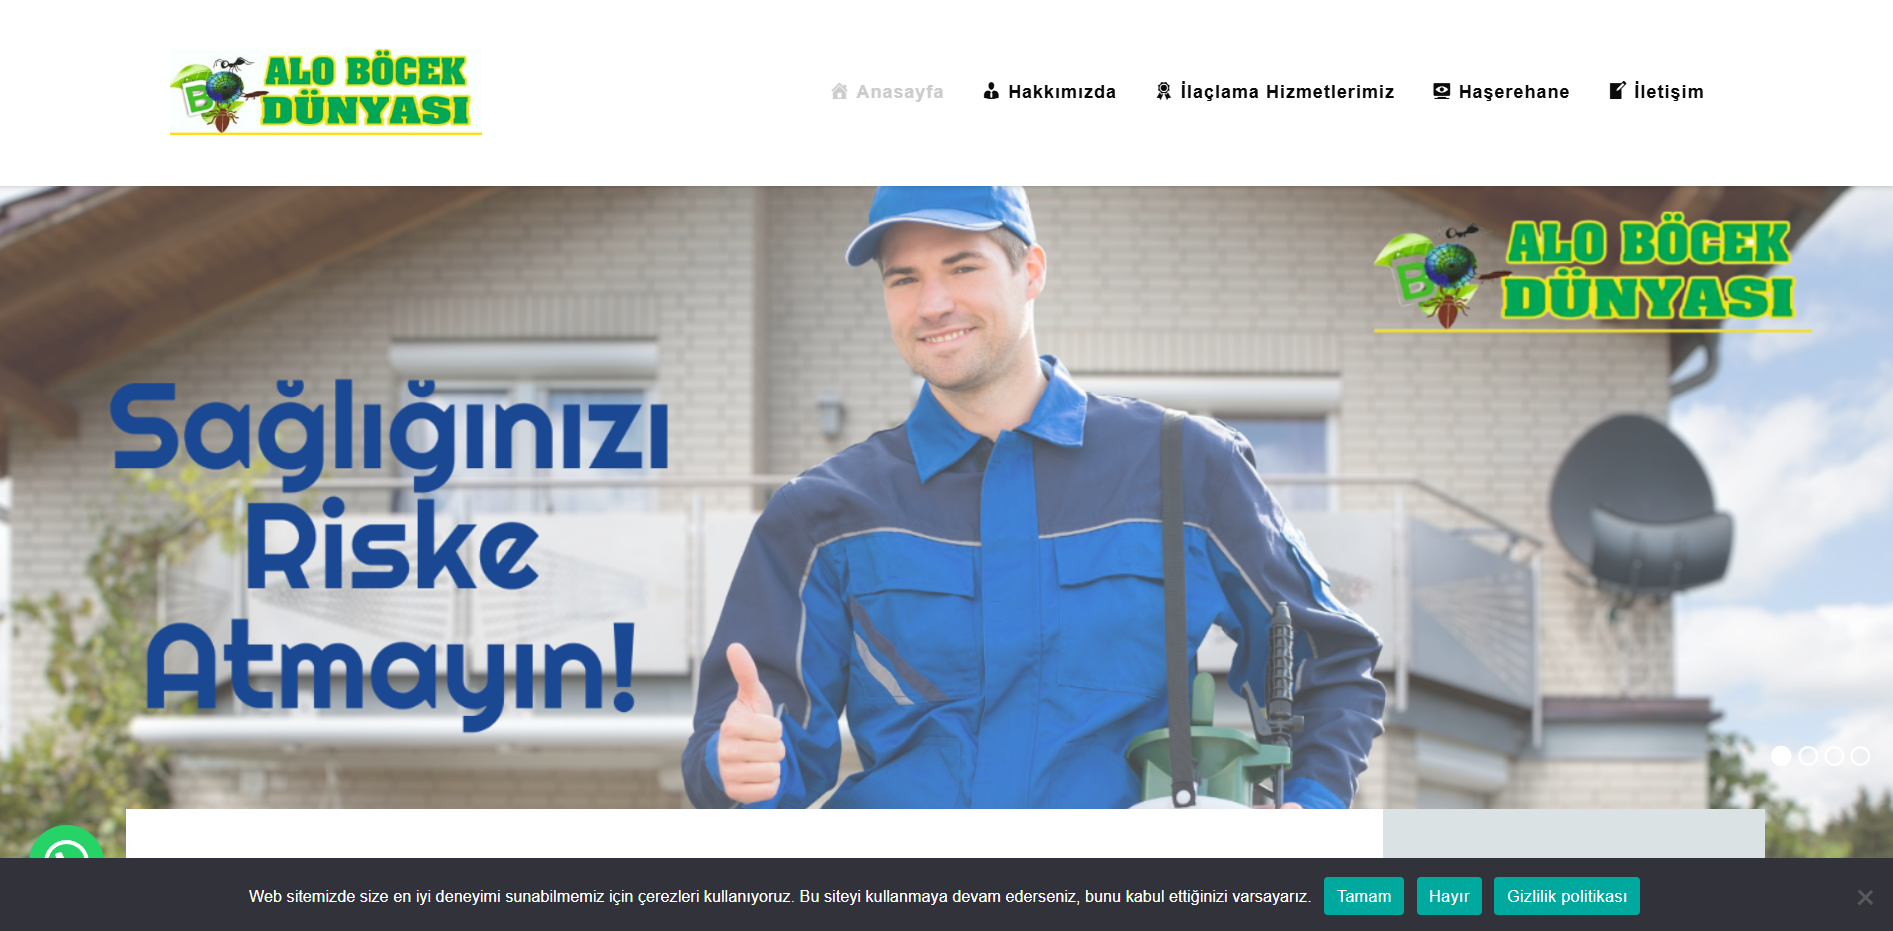 ALO BÖCEK
DÜNYASI
Anasayfa
Hakkımızda
İlaçlama Hizmetlerimiz
Haşerehane
İletişim
B
ALO BÖCEK
DÜNYASI
B
Sağlığınızı
Riske
Atmayın!
Web sitemizde size en iyi deneyimi sunabilmemiz için çerezleri kullanıyoruz. Bu siteyi kullanmaya devam ederseniz, bunu kabul ettiğinizi varsayarız.
Tamam
Hayır
Gizlilik politikası